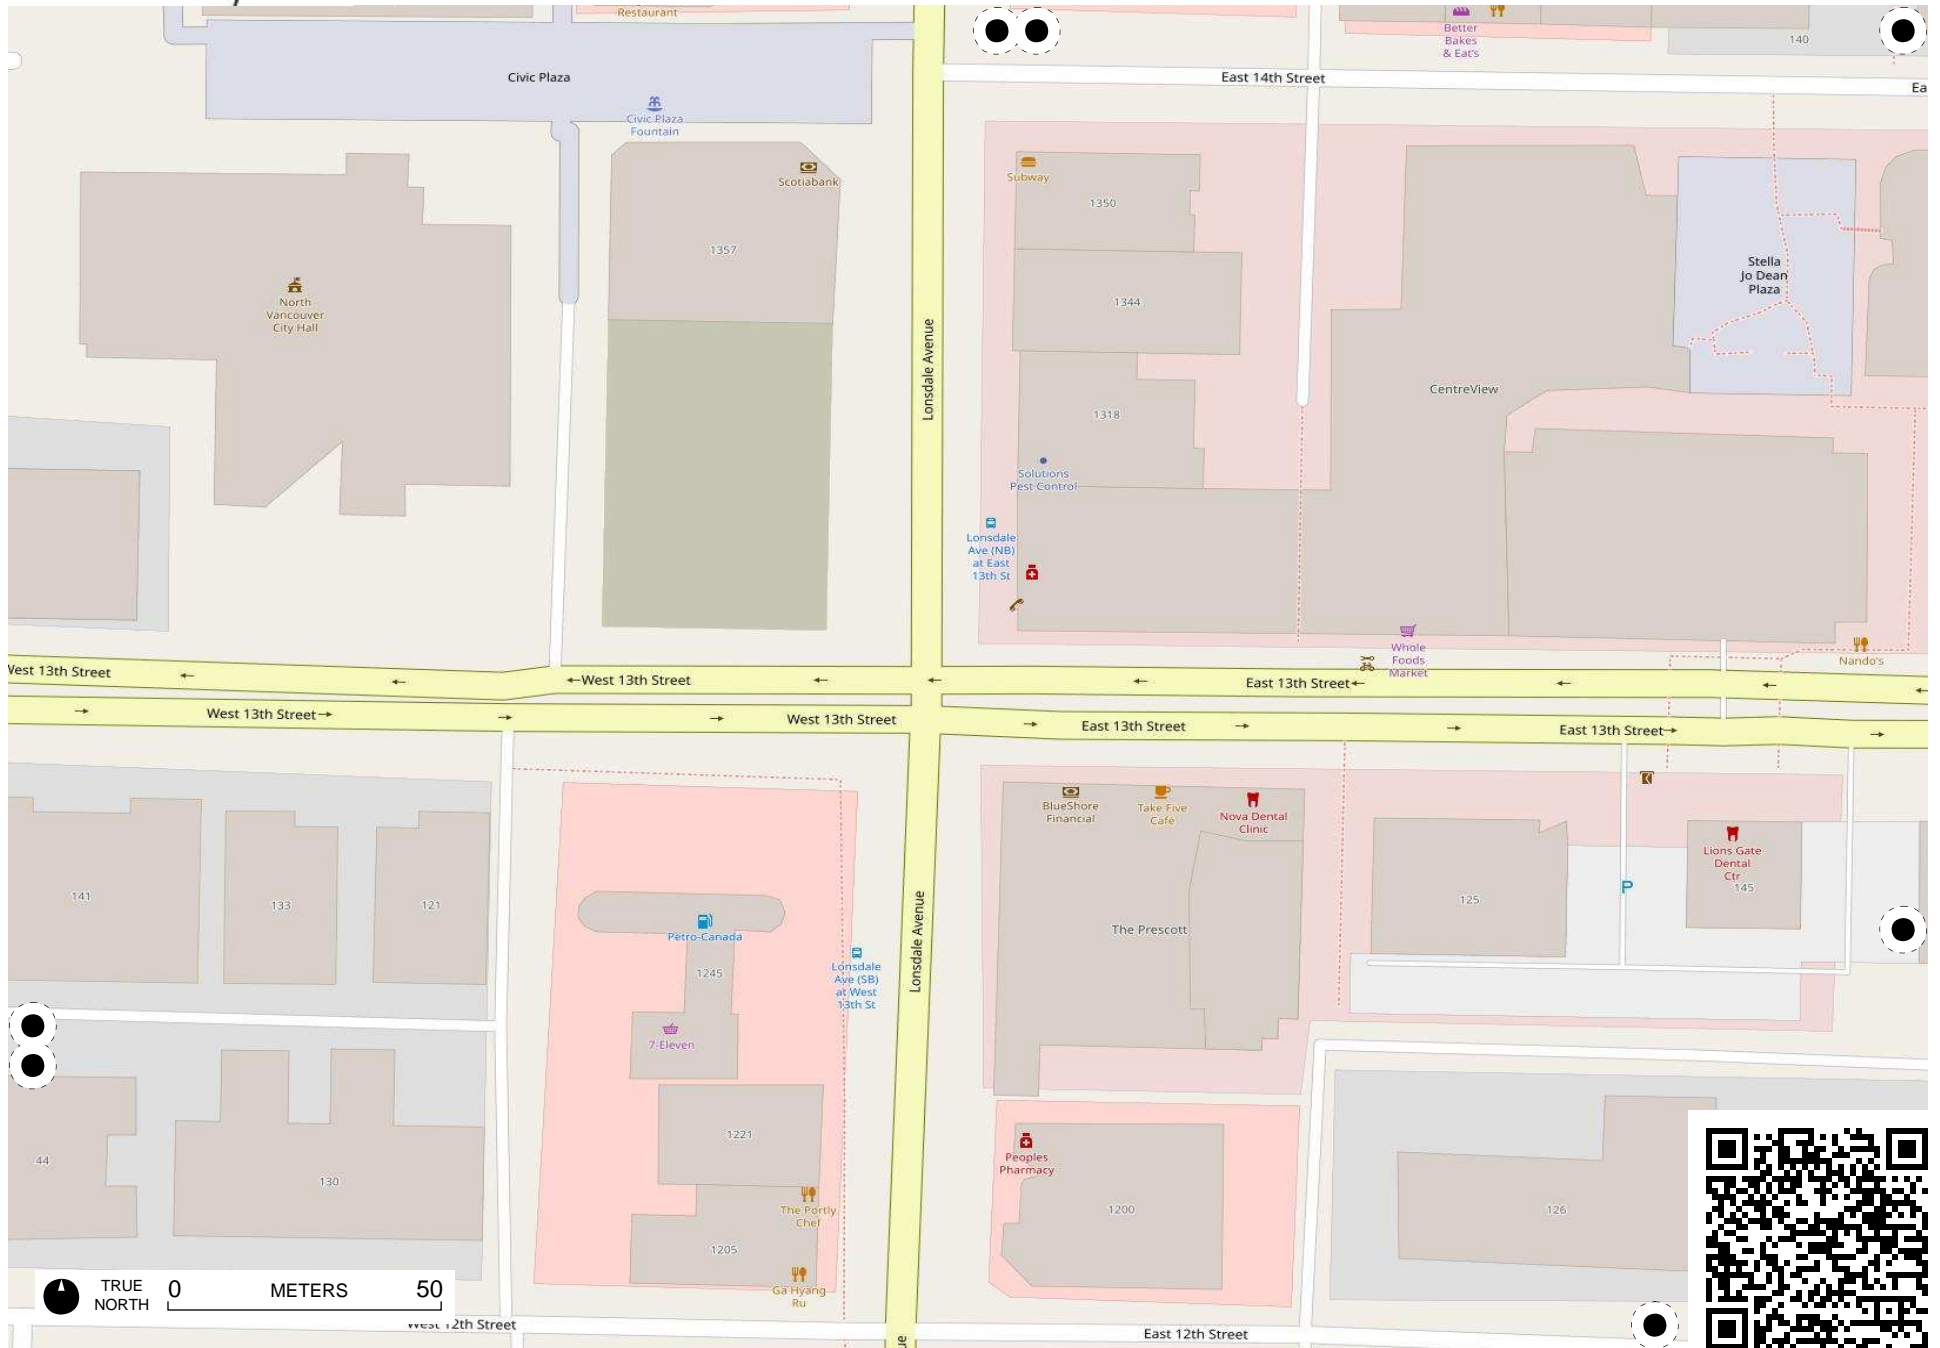 Restaurant
Better
Bakes
& Eat's
140
Civic Plaza
East 14th Street
Ea
Civic Plaza
Fountain
Scotiabank
Subway
1350
1357
Stella
Jo Dean
Plaza
North
Vancouver
City Hall
1344
Lonsdale Avenue
CentreView
1318
Solutions
Pest Control
Lonsdale
Ave (NB)
at East
13th St
Whole
Foods
Market
Nando's
West 13th Street
West 13th Street
East 13th Street
West 13th Street
West 13th Street
East 13th Street
East 13th Street
BlueShore
Financial
Take Five
Café
Nova Dental
Clinic
Lions Gate
Dental
Ctr
145
P
141
133
121
125
Petro-Canada
The Prescott
Lonsdale Avenue
1245
Lonsdale
Ave (SB)
at West
13th St
7-Eleven
1221
Peoples
Pharmacy
44
130
The Portly
Chef
1200
126
1205
Ga Hyang
Ru
TRUE
NORTH
0 METERS 50
West 12th Street
East 12th Street
ue